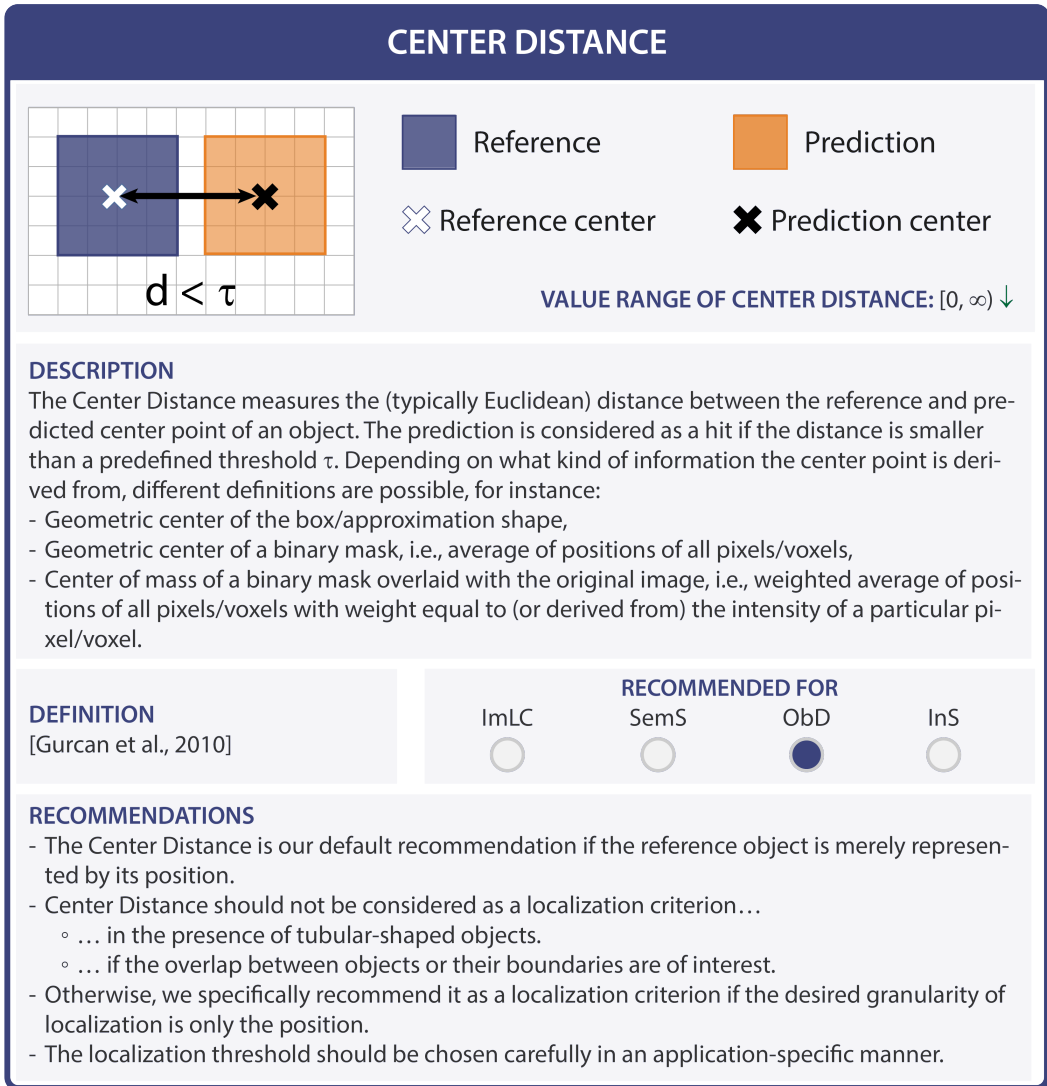 CENTER DISTANCE
d < τ
Reference
Prediction
Reference center
Prediction center
VALUE RANGE OF CENTER DISTANCE: [0, ∞) ↓
DESCRIPTION
The Center Distance measures the (typically Euclidean) distance between the reference and pre-
dicted center point of an object. The prediction is considered as a hit if the distance is smaller
than a predefined threshold τ. Depending on what kind of information the center point is deri-
ved from, different definitions are possible, for instance:
- Geometric center of the box/approximation shape,
- Geometric center of a binary mask, i.e., average of positions of all pixels/voxels,
- Center of mass of a binary mask overlaid with the original image, i.e., weighted average of posi-
tions of all pixels/voxels with weight equal to (or derived from) the intensity of a particular pi-
xel/voxel.
DEFINITION
[Gurcan et al., 2010]
RECOMMENDED FOR
ImLC SemS ObD InS
RECOMMENDATIONS
- The Center Distance is our default recommendation if the reference object is merely represen-
ted by its position.
- Center Distance should not be considered as a localization criterion…
◦ … in the presence of tubular-shaped objects.
◦ … if the overlap between objects or their boundaries are of interest.
- Otherwise, we specifically recommend it as a localization criterion if the desired granularity of
localization is only the position.
- The localization threshold should be chosen carefully in an application-specific manner.